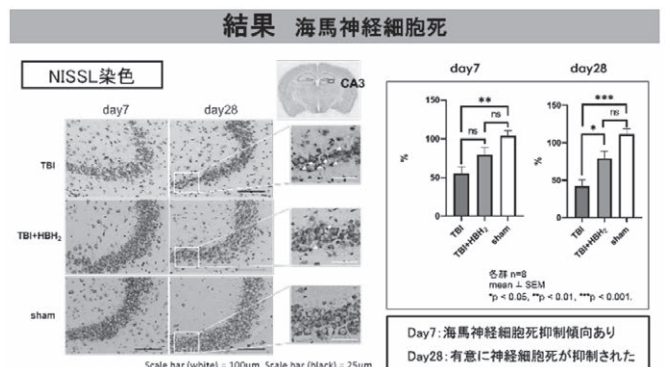 結果 海馬神経細胞死
NISSL染色
CA3
day7
day28
TBI
TBI+HBH₂
sham
Scale bar (white) = 100μm, Scale bar (black) = 25μm
day7
day28
150
100
50
0
%
**
ns
ns
TBI
TBI+HBH₂
sham
150
100
50
0
%
***
ns
*
TBI
TBI+HBH₂
sham
各群 n=8
mean ⊥ SEM
*p < 0.05, **p < 0.01, ***p < 0.001.
Day7：海馬神経細胞死抑制傾向あり
Day28：有意に神経細胞死が抑制された